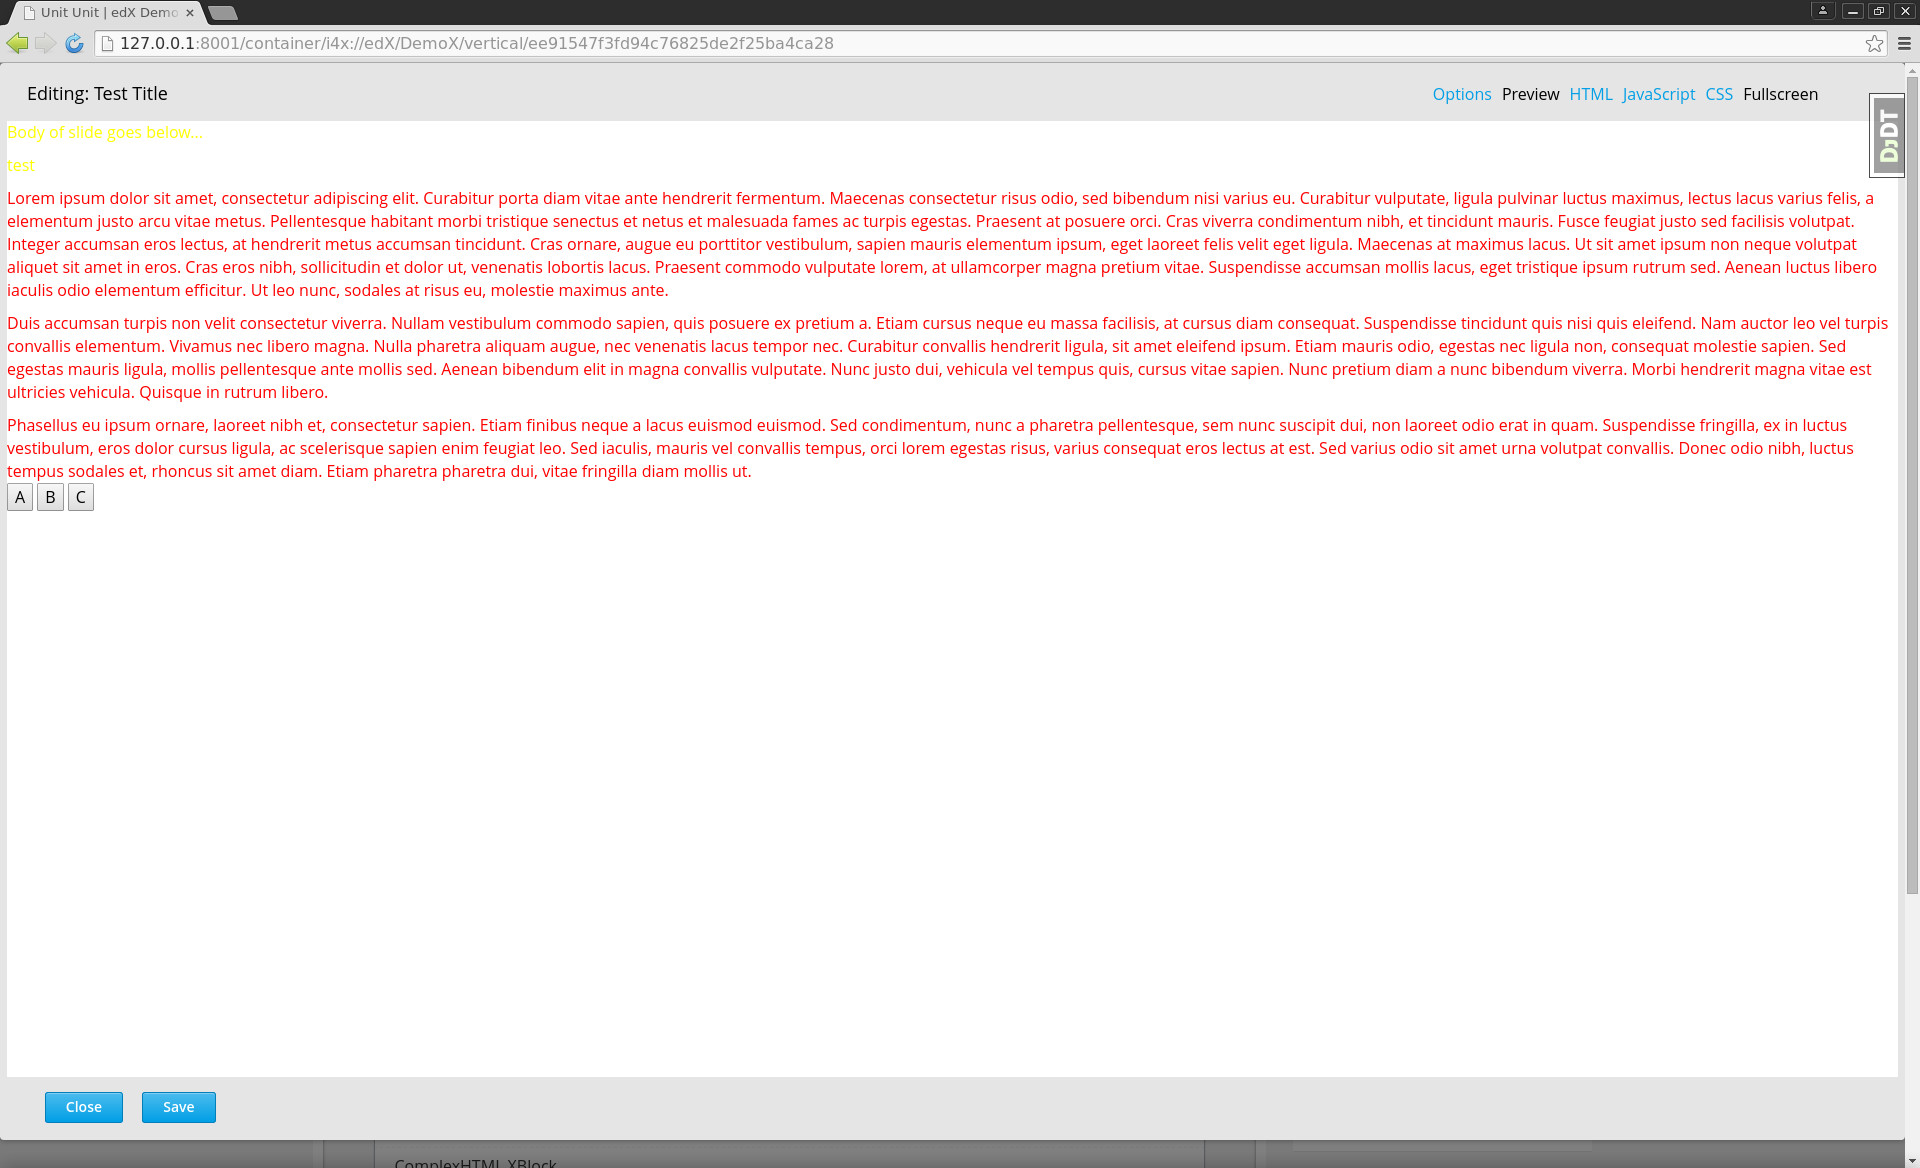 Unit Unit | edX Demo
127.0.0.1:8001/container/i4x://edX/DemoX/vertical/ee91547f3fd94c76825de2f25ba4ca28
Editing: Test Title
Options Preview HTML JavaScript CSS Fullscreen
DJDT
Body of slide goes below...
test
Lorem ipsum dolor sit amet, consectetur adipiscing elit. Curabitur porta diam vitae ante hendrerit fermentum. Maecenas consectetur risus odio, sed bibendum nisi varius eu. Curabitur vulputate, ligula pulvinar luctus maximus, lectus lacus varius felis, a
elementum justo arcu vitae metus. Pellentesque habitant morbi tristique senectus et netus et malesuada fames ac turpis egestas. Praesent at posuere orci. Cras viverra condimentum nibh, et tincidunt mauris. Fusce feugiat justo sed facilisis volutpat.
Integer accumsan eros lectus, at hendrerit metus accumsan tincidunt. Cras ornare, augue eu porttitor vestibulum, sapien mauris elementum ipsum, eget laoreet felis velit eget ligula. Maecenas at maximus lacus. Ut sit amet ipsum non neque volutpat
aliquet sit amet in eros. Cras eros nibh, sollicitudin et dolor ut, venenatis lobortis lacus. Praesent commodo vulputate lorem, at ullamcorper magna pretium vitae. Suspendisse accumsan mollis lacus, eget tristique ipsum rutrum sed. Aenean luctus libero
iaculis odio elementum efficitur. Ut leo nunc, sodales at risus eu, molestie maximus ante.
Duis accumsan turpis non velit consectetur viverra. Nullam vestibulum commodo sapien, quis posuere ex pretium a. Etiam cursus neque eu massa facilisis, at cursus diam consequat. Suspendisse tincidunt quis nisi quis eleifend. Nam auctor leo vel turpis
convallis elementum. Vivamus nec libero magna. Nulla pharetra aliquam augue, nec venenatis lacus tempor nec. Curabitur convallis hendrerit ligula, sit amet eleifend ipsum. Etiam mauris odio, egestas nec ligula non, consequat molestie sapien. Sed
egestas mauris ligula, mollis pellentesque ante mollis sed. Aenean bibendum elit in magna convallis vulputate. Nunc justo dui, vehicula vel tempus quis, cursus vitae sapien. Nunc pretium diam a nunc bibendum viverra. Morbi hendrerit magna vitae est
ultricies vehicula. Quisque in rutrum libero.
Phasellus eu ipsum ornare, laoreet nibh et, consectetur sapien. Etiam finibus neque a lacus euismod euismod. Sed condimentum, nunc a pharetra pellentesque, sem nunc suscipit dui, non laoreet odio erat in quam. Suspendisse fringilla, ex in luctus
vestibulum, eros dolor cursus ligula, ac scelerisque sapien enim feugiat leo. Sed iaculis, mauris vel convallis tempus, orci lorem egestas risus, varius consequat eros lectus at est. Sed varius odio sit amet urna volutpat convallis. Donec odio nibh, luctus
tempus sodales et, rhoncus sit amet diam. Etiam pharetra pharetra dui, vitae fringilla diam mollis ut.
A B C
Close Save
ComplexHTML XBlock